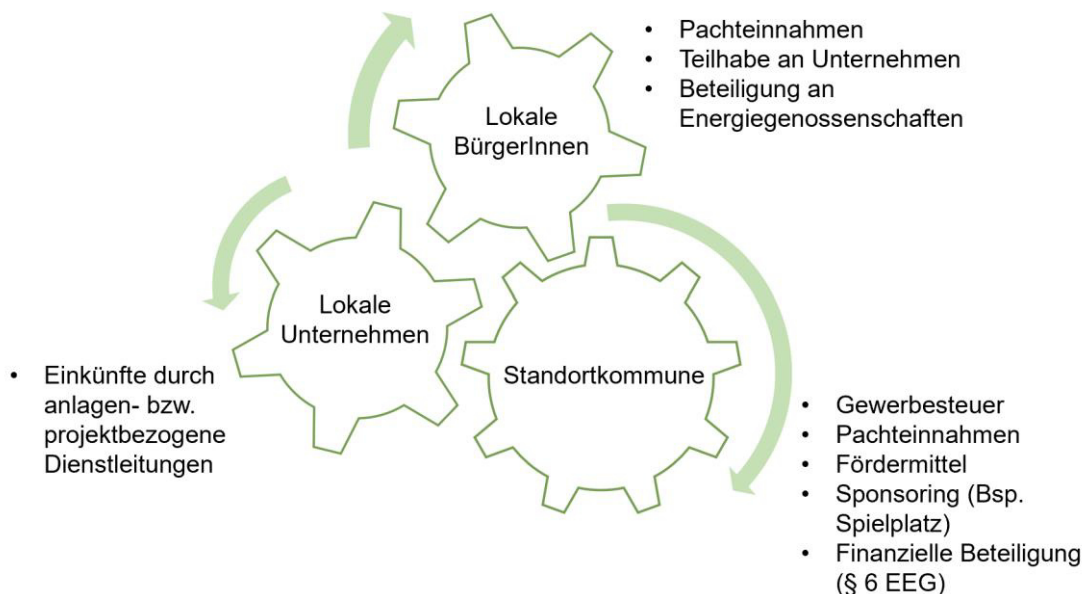 • Pachteinnahmen
• Teilhabe an Unternehmen
• Beteiligung an
Energiegenossenschaften
Lokale
BürgerInnen
Lokale
Unternehmen
• Einkünfte durch
anlagen- bzw.
projektbezogene
Dienstleitungen
Standortkommune
• Gewerbesteuer
• Pachteinnahmen
• Fördermittel
• Sponsoring (Bsp.
Spielplatz)
• Finanzielle Beteiligung
(§ 6 EEG)